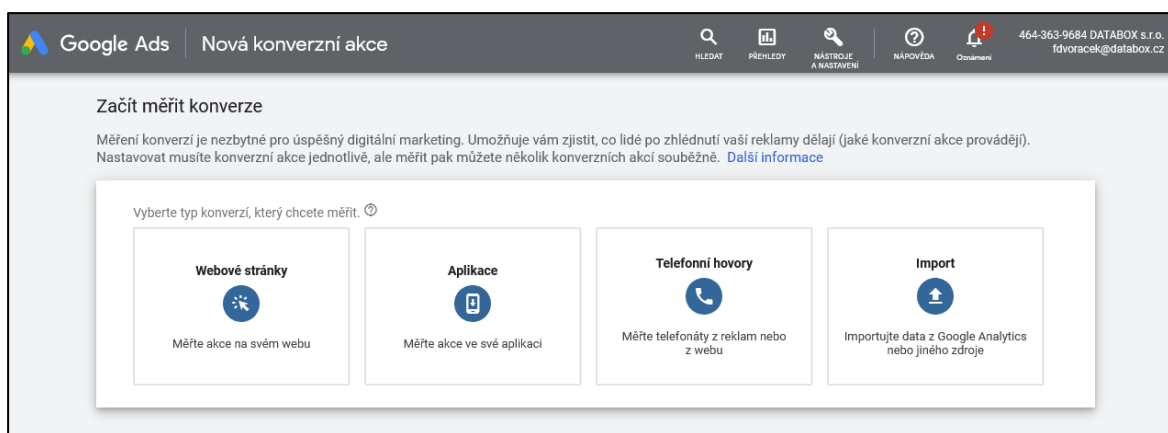 Google Ads
Nová konverzní akce
HLEDAT
PŘEHLEDY
NÁSTROJE
A NASTAVENÍ
NÁPOVĚDA
Oznámení
464-363-9684 DATABOX s.r.o.
fdvoracek@databox.cz
Začít měřit konverze
Měření konverzí je nezbytné pro úspěšný digitální marketing. Umožňuje vám zjistit, co lidé po zhlédnutí vaší reklamy dělají (jaké konverzní akce provádějí).
Nastavovat musíte konverzní akce jednotlivě, ale měřit pak můžete několik konverzních akcí souběžně. Další informace
Vyberte typ konverzí, který chcete měřit.
Webové stránky
Měřte akce na svém webu
Aplikace
Měřte akce ve své aplikaci
Telefonní hovory
Měřte telefonáty z reklam nebo
z webu
Import
Importujte data z Google Analytics
nebo jiného zdroje